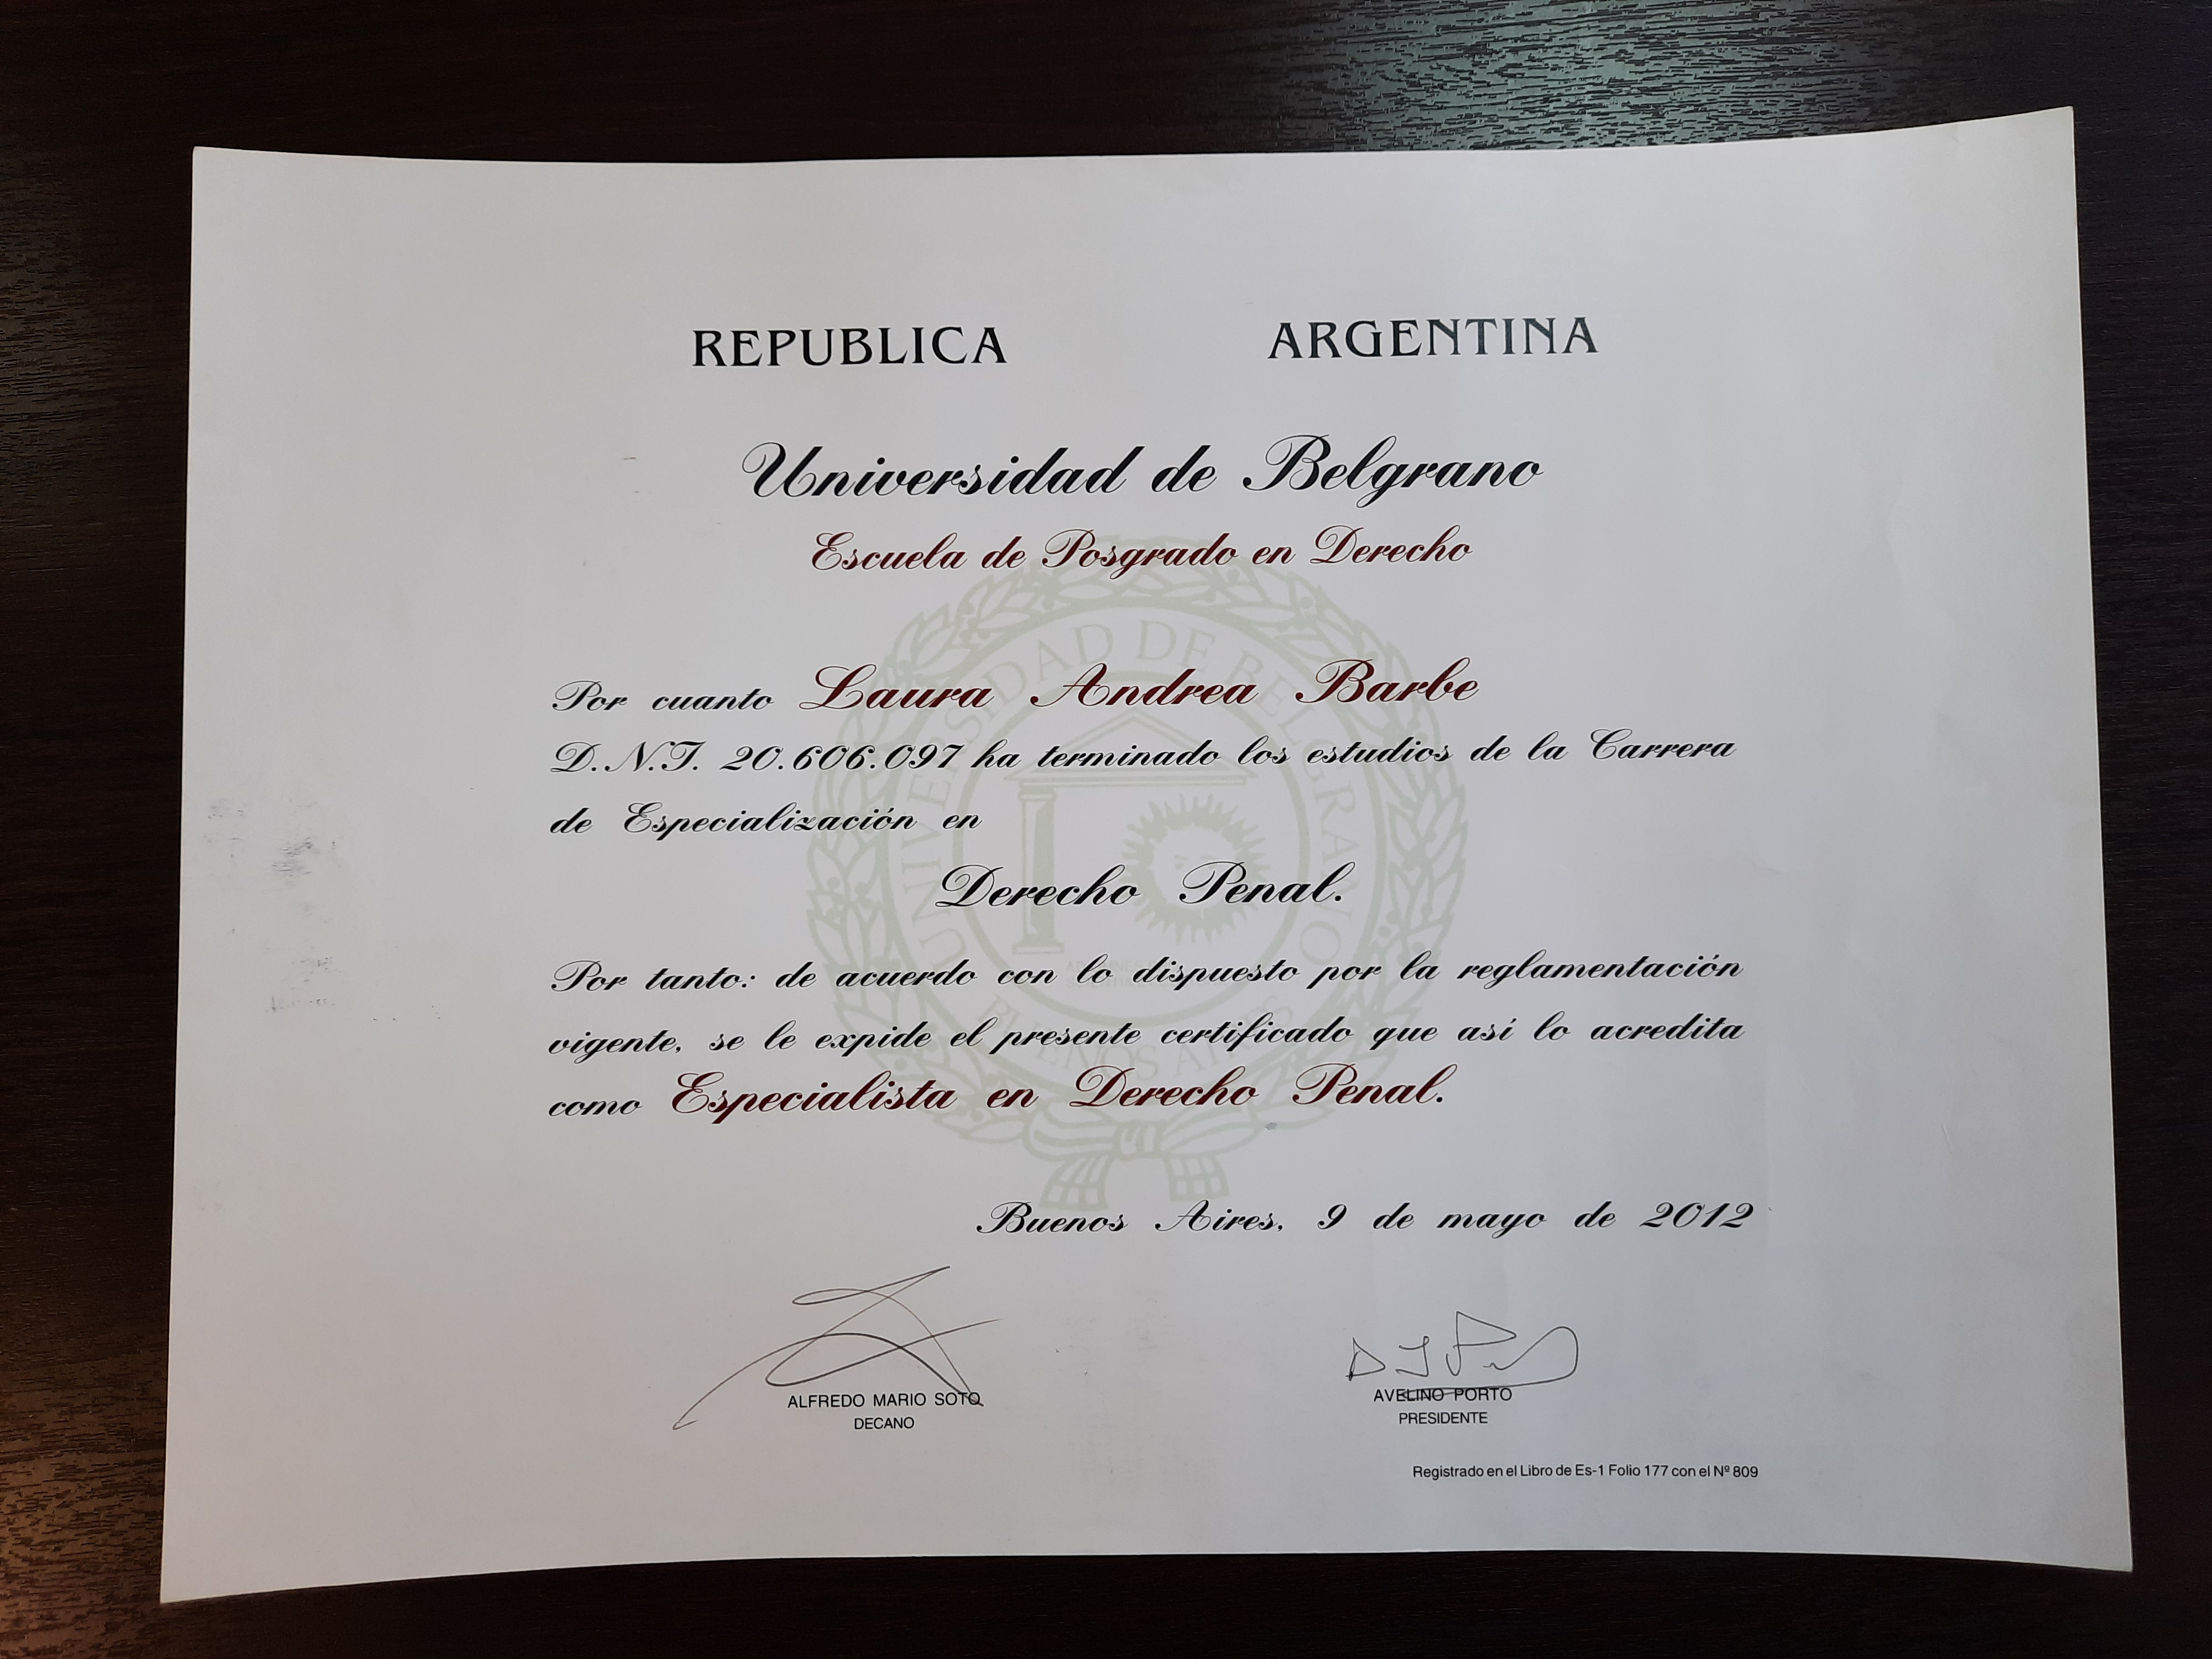 REPUBLICA ARGENTINA
Universidad de Belgrano
Escuela de Posgrado en Derecho
Por cuanto Laura Andrea Barbe
D.N.I. 20.606.097 ha terminado los estudios de la Carrera
de Especialización en
Derecho Penal.
Por tanto: de acuerdo con lo dispuesto por la reglamentación
vigente, se le expide el presente certificado que así lo acredita
como Especialista en Derecho Penal.
Buenos Aires, 9 de mayo de 2012
ALFREDO MARIO SOTO
DECANO
AVELINO PORTO
PRESIDENTE
Registrado en el Libro de Es-1 Folio 177 con el Nº 809
UNIVERSIDAD DE BELGRANO